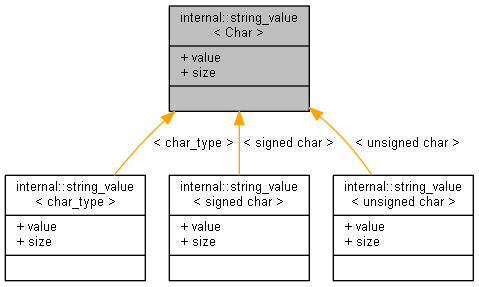 internal::string_value
< Char >
+ value
+ size
< char_type >
< signed char >
< unsigned char >
internal::string_value
< char_type >
+ value
+ size
internal::string_value
< signed char >
+ value
+ size
internal::string_value
< unsigned char >
+ value
+ size